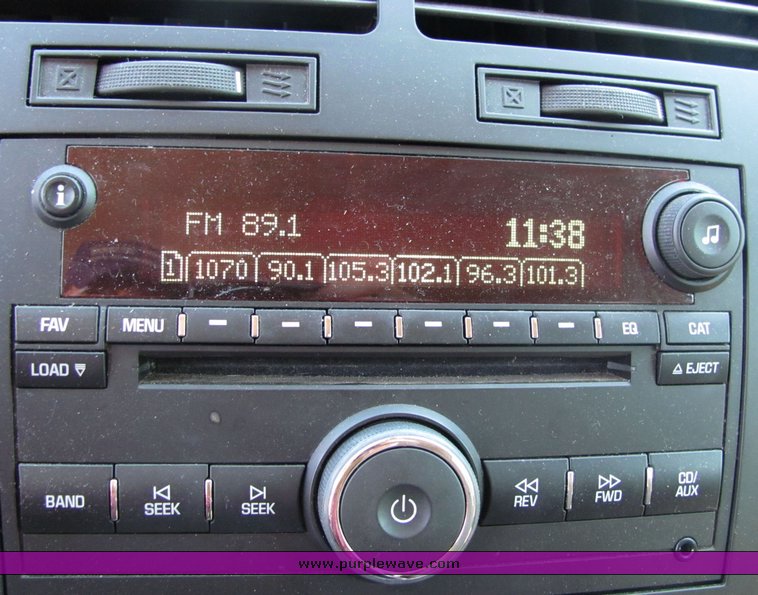 i
FM 89.1 11:38
1 1070 90.1 105.3 102.1 96.3 101.3
FAV MENU EQ CAT
LOAD EJECT
BAND SEEK SEEK REV FWD CD/
AUX
www.purplewave.com